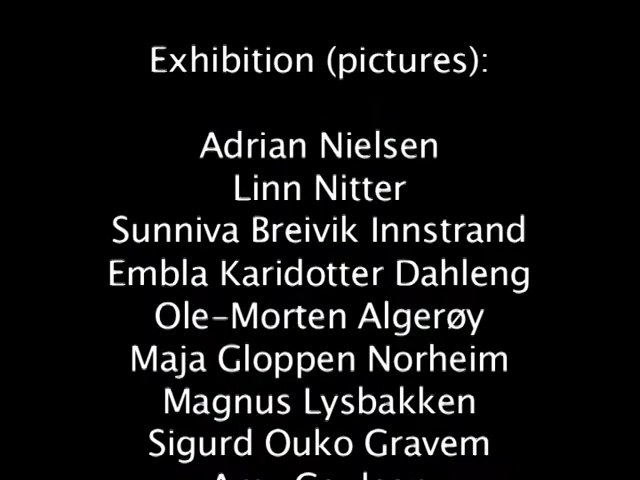 Exhibition (pictures):
Adrian Nielsen
Linn Nitter
Sunniva Breivik Innstrand
Embla Karidotter Dahleng
Ole-Morten Algerøy
Maja Gloppen Norheim
Magnus Lysbakken
Sigurd Ouko Gravem